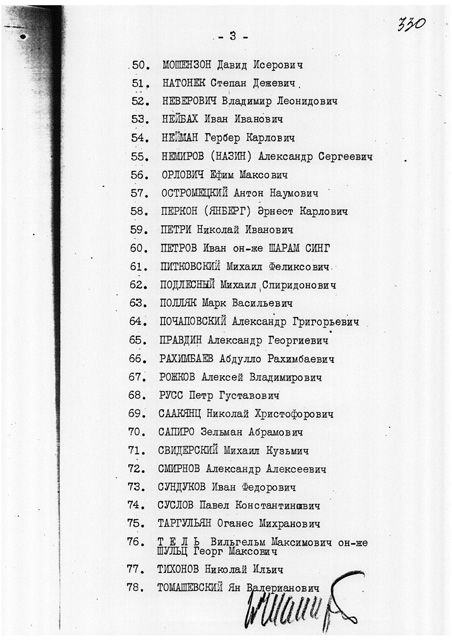 - 3 -
330
50. МОШЕНЗОН Давид Исерович
51. НАТОНЕК Степан Дежевич.
52. НЕВЕРОВИЧ Владимир Леонидович
53. НЕЙБАХ Иван Иванович
54. НЕЙМАН Гербер Карлович
55. НЕМИРОВ (НАЗИН) Александр Сергеевич
56. ОРЛОВИЧ Ефим Максович
57. ОСТРОМЕЦКИЙ Антон Наумович
58. ПЕРКОН (ЯНБЕРГ) Эрнест Карлович
59. ПЕТРИ Николай Иванович
60. ПЕТРОВ Иван он-же ШАРАМ СИНГ
61. ПИТКОВСКИЙ Михаил Феликсович
62. ПОДЛЕСНЫЙ Михаил Спиридонович
63. ПОЛЛЯК Марк Васильевич
64. ПОЧАПОВСКИЙ Александр Григорьевич
65. ПРАВДИН Александр Георгиевич
66. РАХИМБАЕВ Абдулло Рахимбаевич
67. РОЖКОВ Алексей Владимирович
68. РУСС Петр Густавович
69. СААКЯНЦ Николай Христофорович
70. САПИРО Зельман Абрамович
71. СВИДЕРСКИЙ Михаил Кузьмич
72. СМИРНОВ Александр Алексеевич
73. СУНДУКОВ Иван Федорович
74. СУСЛОВ Павел Константинович
75. ТАРГУЛЬЯН Оганес Михранович
76. Т Е Л Ь Вильгельм Максимович он-же
ШУЛЬЦ Георг Максович
77. ТИХОНОВ Николай Ильич
78. ТОМАШЕВСКИЙ Ян Валерианович